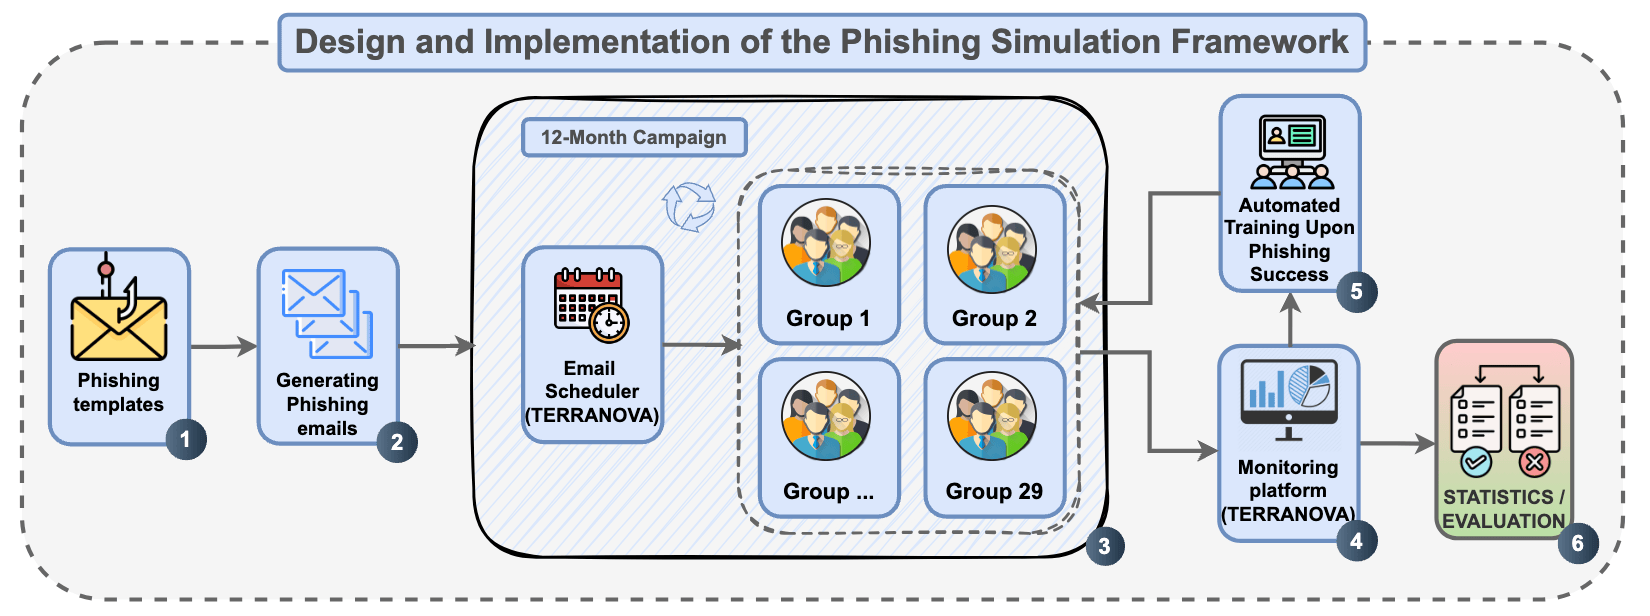 Design and Implementation of the Phishing Simulation Framework
Phishing
templates
1
Generating
Phishing
emails
2
12-Month Campaign
Email
Scheduler
(TERRANOVA)
Group 1
Group 2
Group ...
Group 29
3
Monitoring
platform
(TERRANOVA)
4
Automated
Training Upon
Phishing
Success
5
STATISTICS /
EVALUATION
6